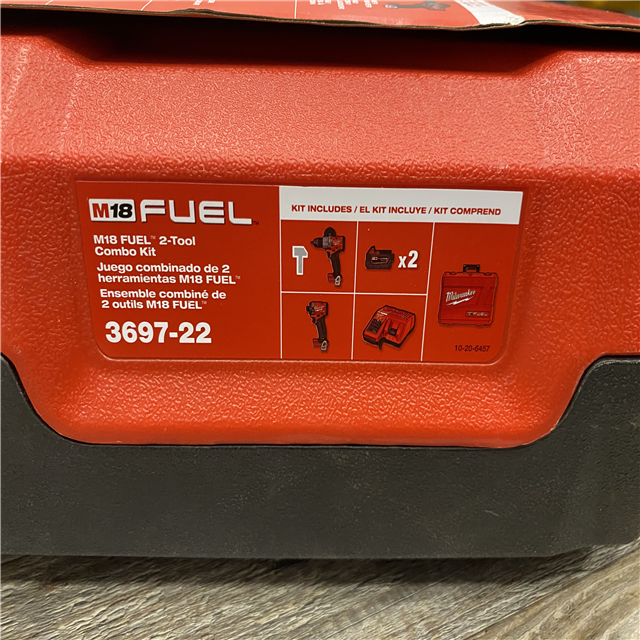 M18 FUEL™
M18 FUEL™ 2-Tool
Combo Kit
Juego combinado de 2
herramientas M18 FUEL™
Ensemble combiné de
2 outils M18 FUEL™
3697-22
KIT INCLUDES / EL KIT INCLUYE / KIT COMPREND
x2
Milwaukee
10-20-6457